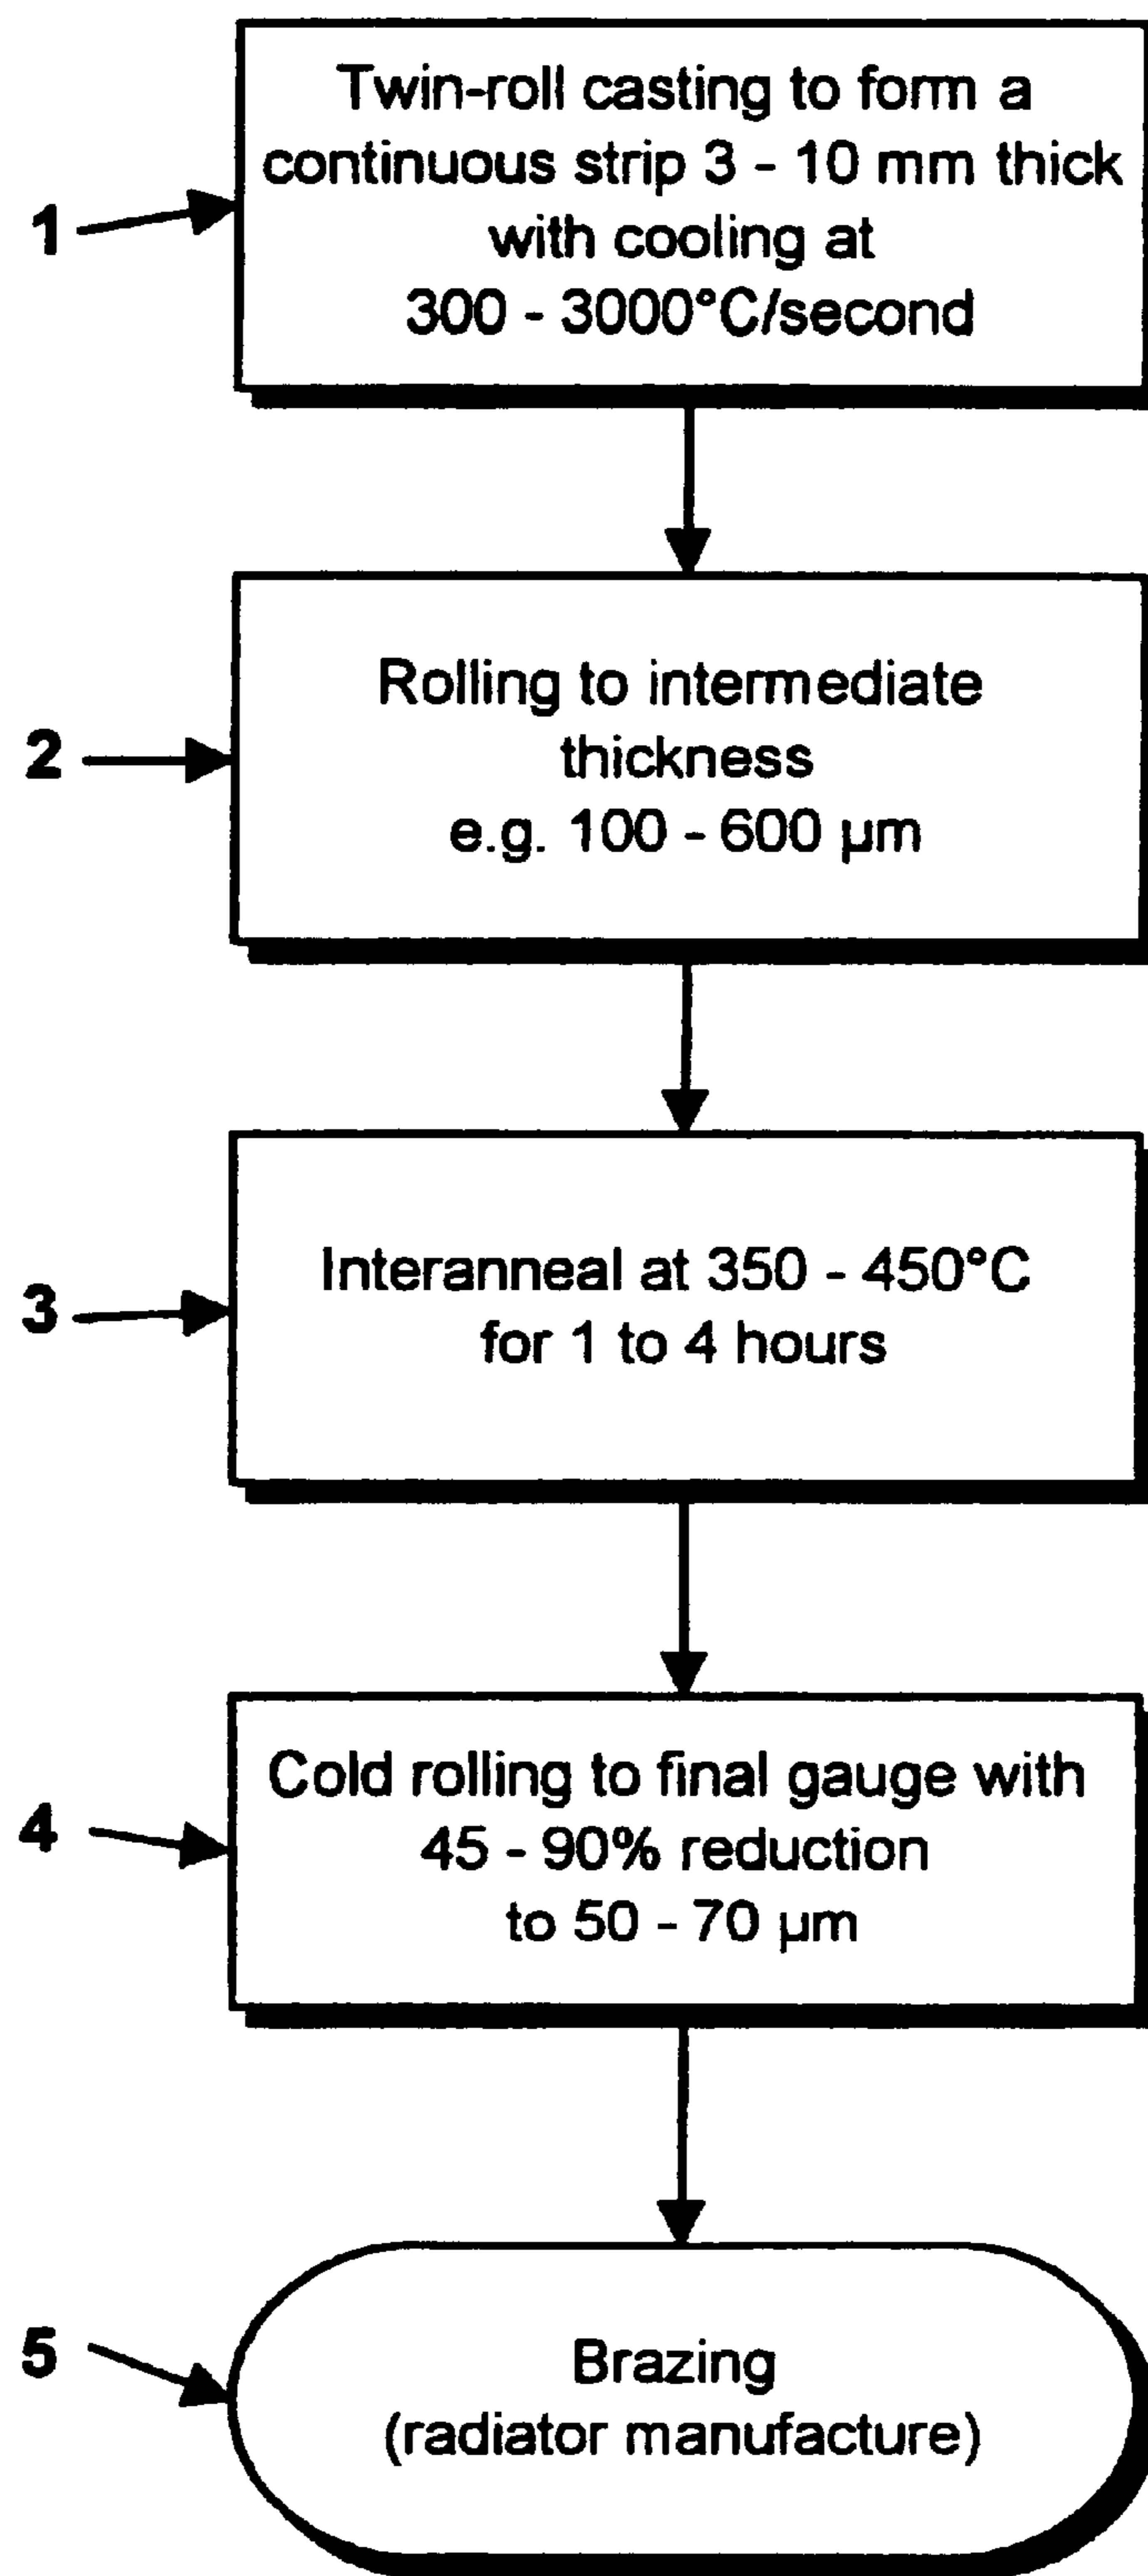 Twin-roll casting to form a
continuous strip 3 - 10 mm thick
with cooling at
300 - 3000°C/second
1
Rolling to intermediate
thickness
e.g. 100 - 600 µm
2
Interanneal at 350 - 450°C
for 1 to 4 hours
3
Cold rolling to final gauge with
45 - 90% reduction
to 50 - 70 µm
4
Brazing
(radiator manufacture)
5